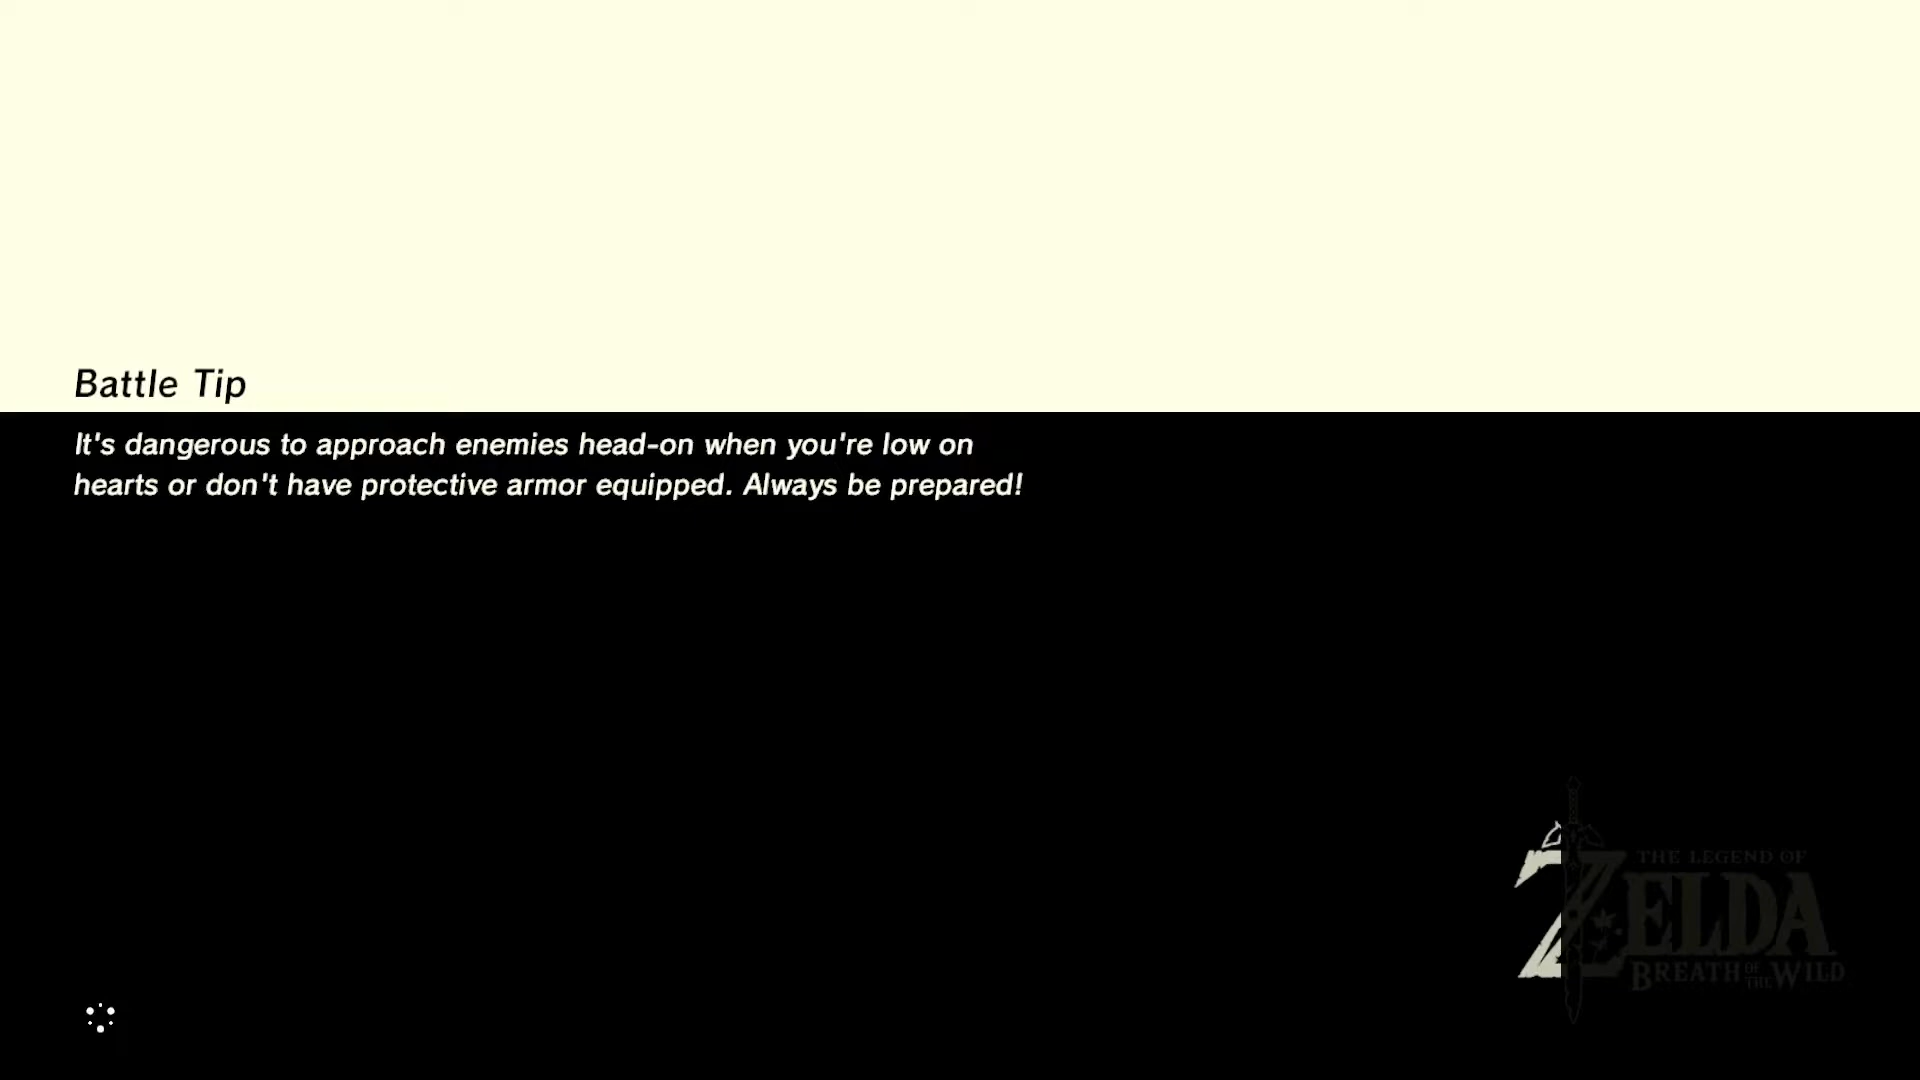 Battle Tip
It's dangerous to approach enemies head-on when you're low on
hearts or don't have protective armor equipped. Always be prepared!
THE LEGEND OF
ZELDA
BREATH OF THE WILD